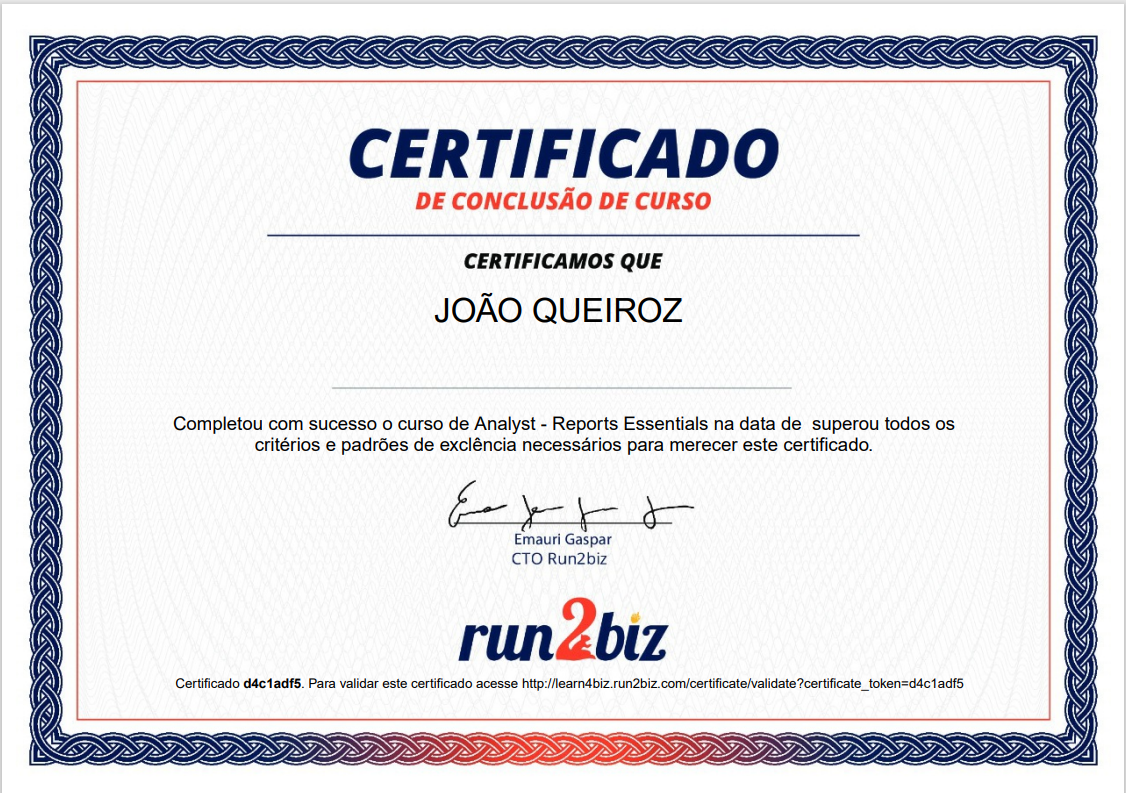 CERTIFICADO
DE CONCLUSÃO DE CURSO
CERTIFICAMOS QUE
JOÃO QUEIROZ
Completou com sucesso o curso de Analyst - Reports Essentials na data de  superou todos os
critérios e padrões de exclência necessários para merecer este certificado.
Emauri Gaspar
CTO Run2biz
run2biz
Certificado d4c1adf5. Para validar este certificado acesse http://learn4biz.run2biz.com/certificate/validate?certificate_token=d4c1adf5